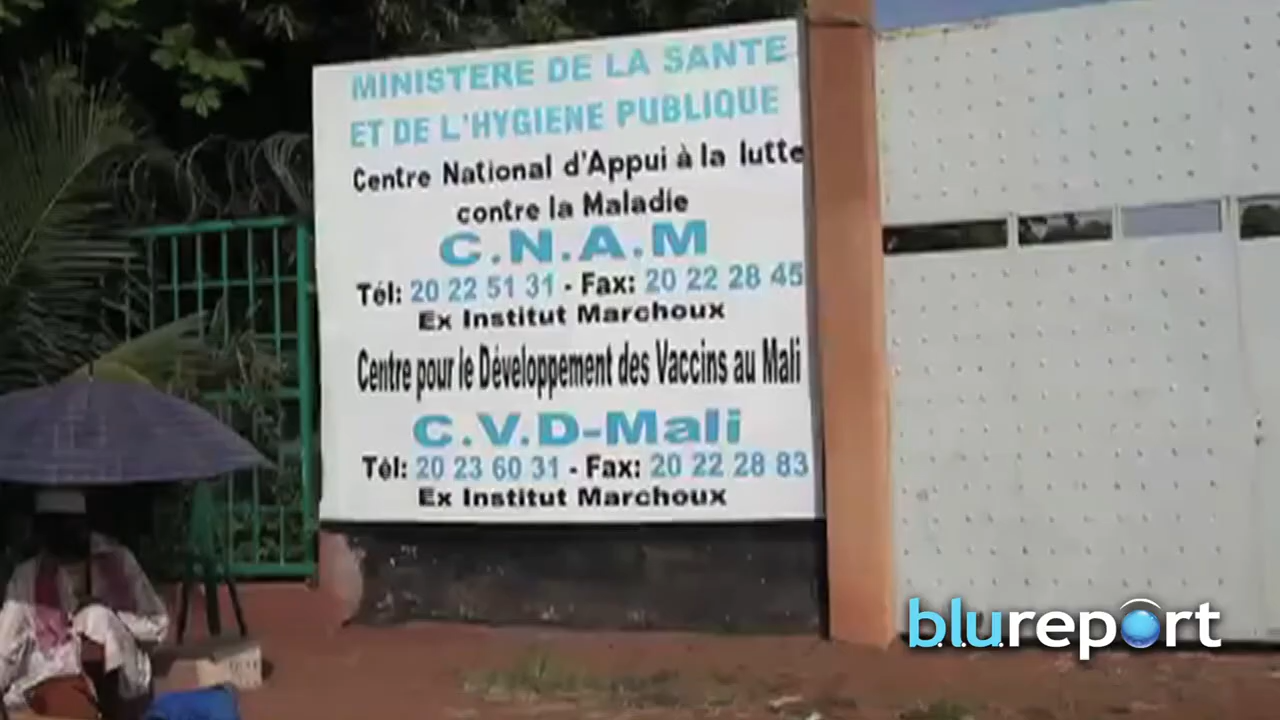 MINISTERE DE LA SANTE
ET DE L'HYGIENE PUBLIQUE
Centre National d'Appui à la lutte
contre la Maladie
C.N.A.M
Tél: 20 22 51 31 - Fax: 20 22 28 45
Ex Institut Marchoux
Centre pour le Développement des Vaccins au Mali
C.V.D-Mali
Tél: 20 23 60 31 - Fax: 20 22 28 83
Ex Institut Marchoux
b.l.u.report